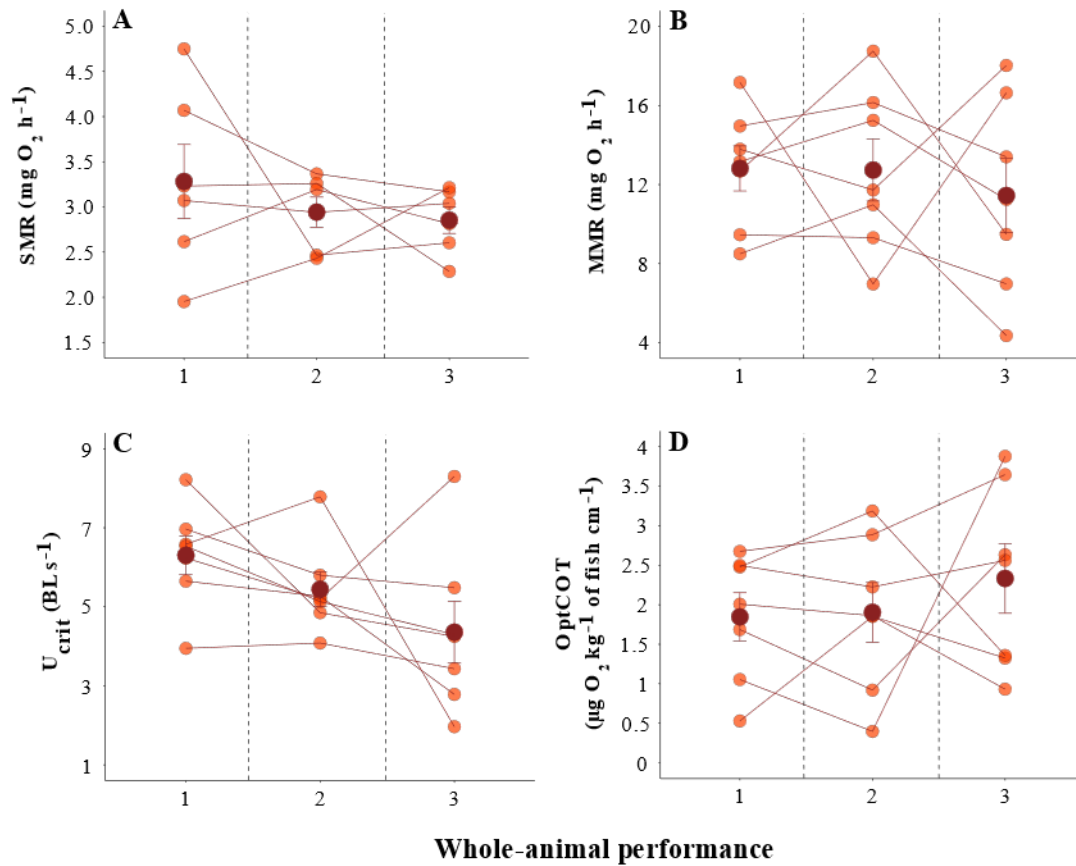 A
SMR (mg O₂ h⁻¹)
5.0
4.5
4.0
3.5
3.0
2.5
2.0
1.5
1 2 3
B
MMR (mg O₂ h⁻¹)
20
16
12
8
4
1 2 3
C
U_crit (BL s⁻¹)
9
7
5
3
1
1 2 3
D
OptCOT
(µg O₂ kg⁻¹ of fish cm⁻¹)
4
3.5
3
2.5
2
1.5
1
0.5
0
1 2 3
Whole-animal performance